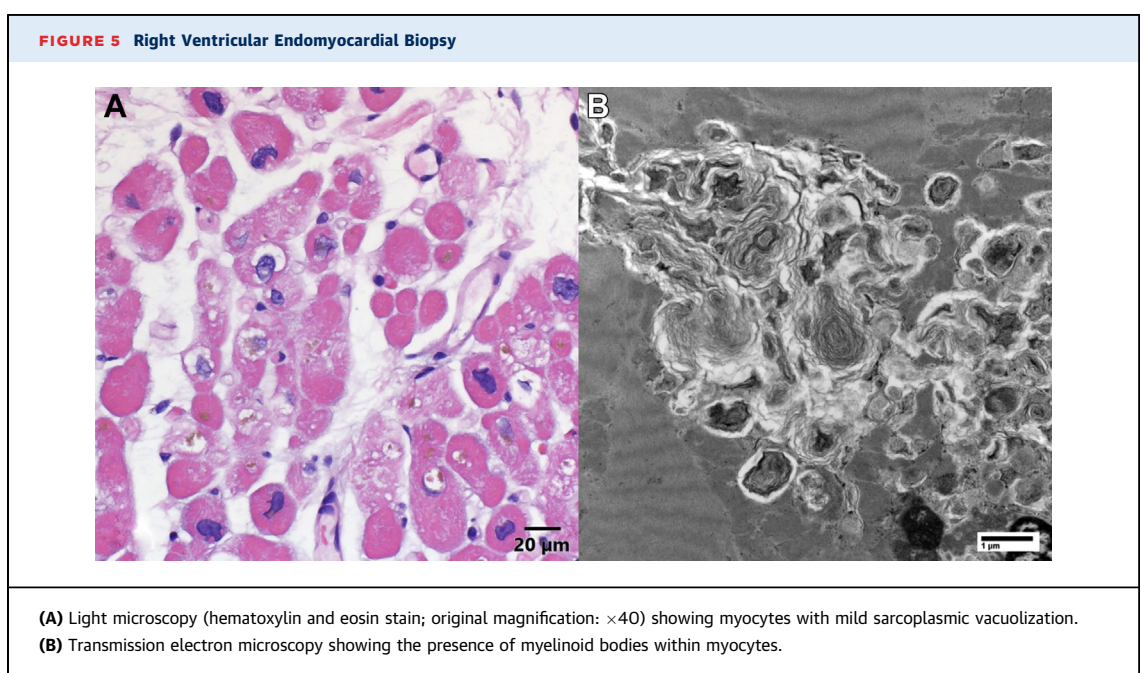 FIGURE 5 Right Ventricular Endomyocardial Biopsy
A
B
20 µm
1 µm
(A) Light microscopy (hematoxylin and eosin stain; original magnification: ×40) showing myocytes with mild sarcoplasmic vacuolization.
(B) Transmission electron microscopy showing the presence of myelinoid bodies within myocytes.